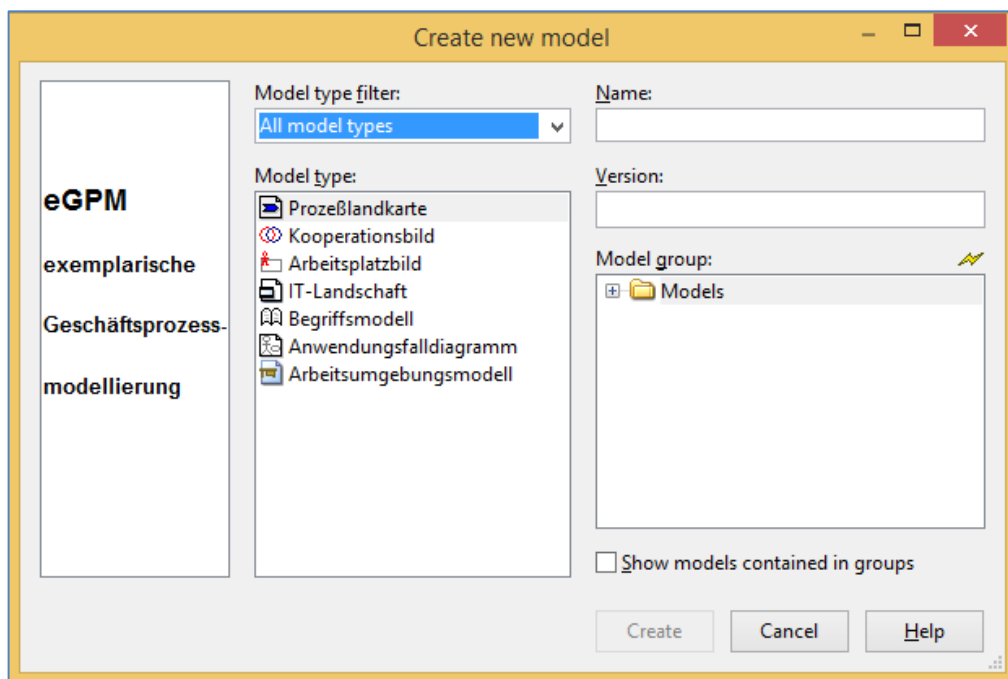 Create new model
eGPM
exemplarische
Geschäftsprozess-
modellierung
Model type filter:
All model types
Model type:
Prozeßlandkarte
Kooperationsbild
Arbeitsplatzbild
IT-Landschaft
Begriffsmodell
Anwendungsfalldiagramm
Arbeitsumgebungsmodell
Name:
Version:
Model group:
Models
Show models contained in groups
Create
Cancel
Help